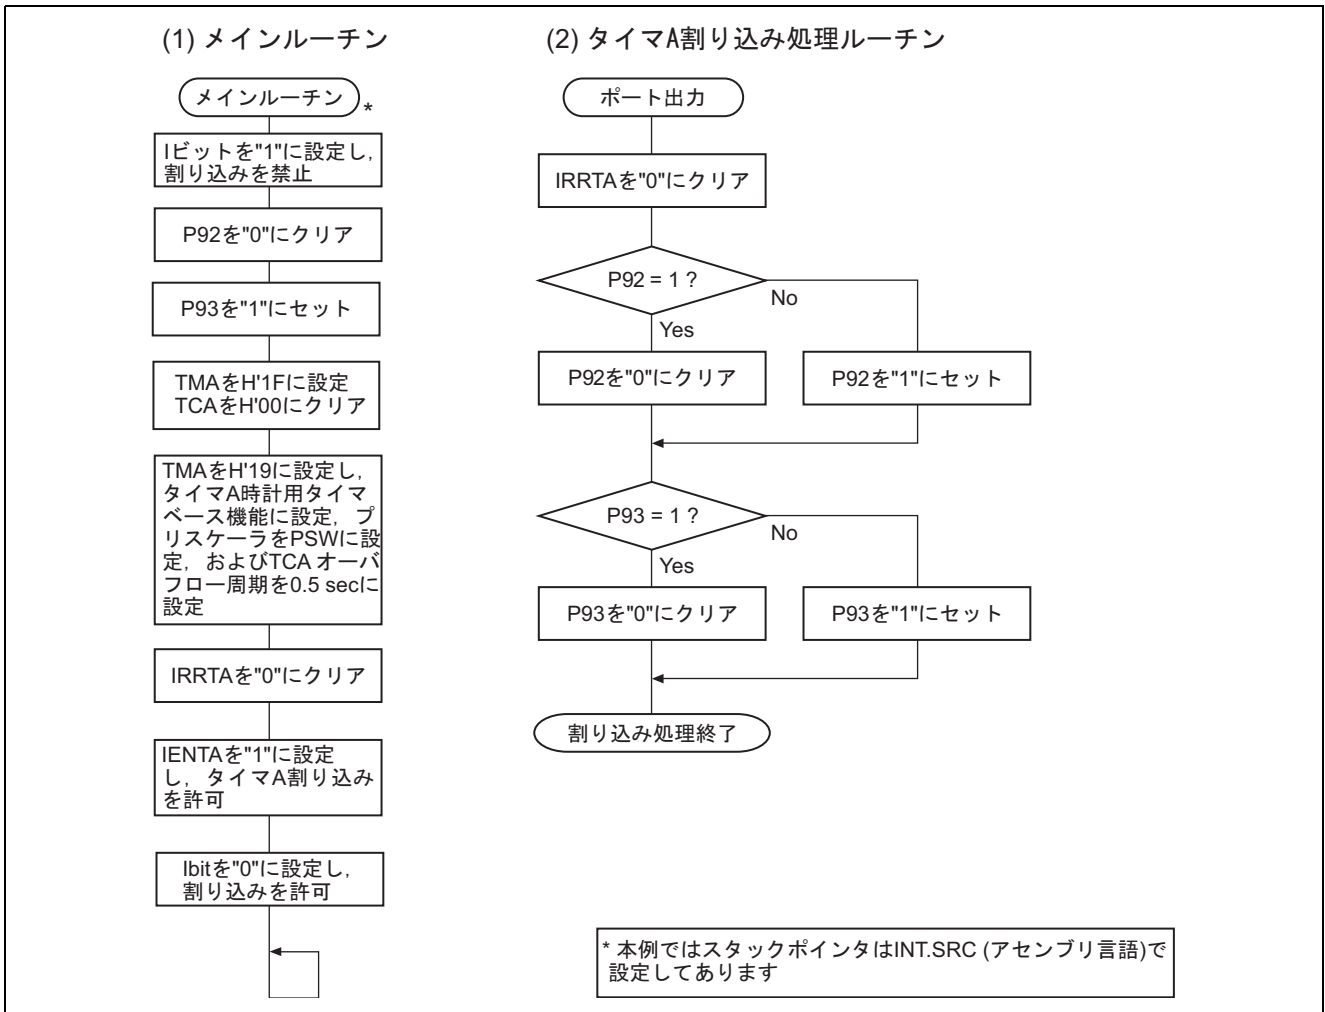 (1) メインルーチン
メインルーチン
*
Iビットを"1"に設定し,
割り込みを禁止
P92を"0"にクリア
P93を"1"にセット
TMAをH'1Fに設定
TCAをH'00にクリア
TMAをH'19に設定し,
タイマA時計用タイマ
ベース機能に設定, プ
リスケーラをPSWに設
定, およびTCA オーバ
フロー周期を0.5 secに
設定
IRRTAを"0"にクリア
IENTAを"1"に設定
し, タイマA割り込み
を許可
Ibitを"0"に設定し,
割り込みを許可
(2) タイマA割り込み処理ルーチン
ポート出力
IRRTAを"0"にクリア
P92 = 1 ?
No
Yes
P92を"0"にクリア
P92を"1"にセット
P93 = 1 ?
No
Yes
P93を"0"にクリア
P93を"1"にセット
割り込み処理終了
* 本例ではスタックポインタはINT.SRC (アセンブリ言語)で
設定してあります